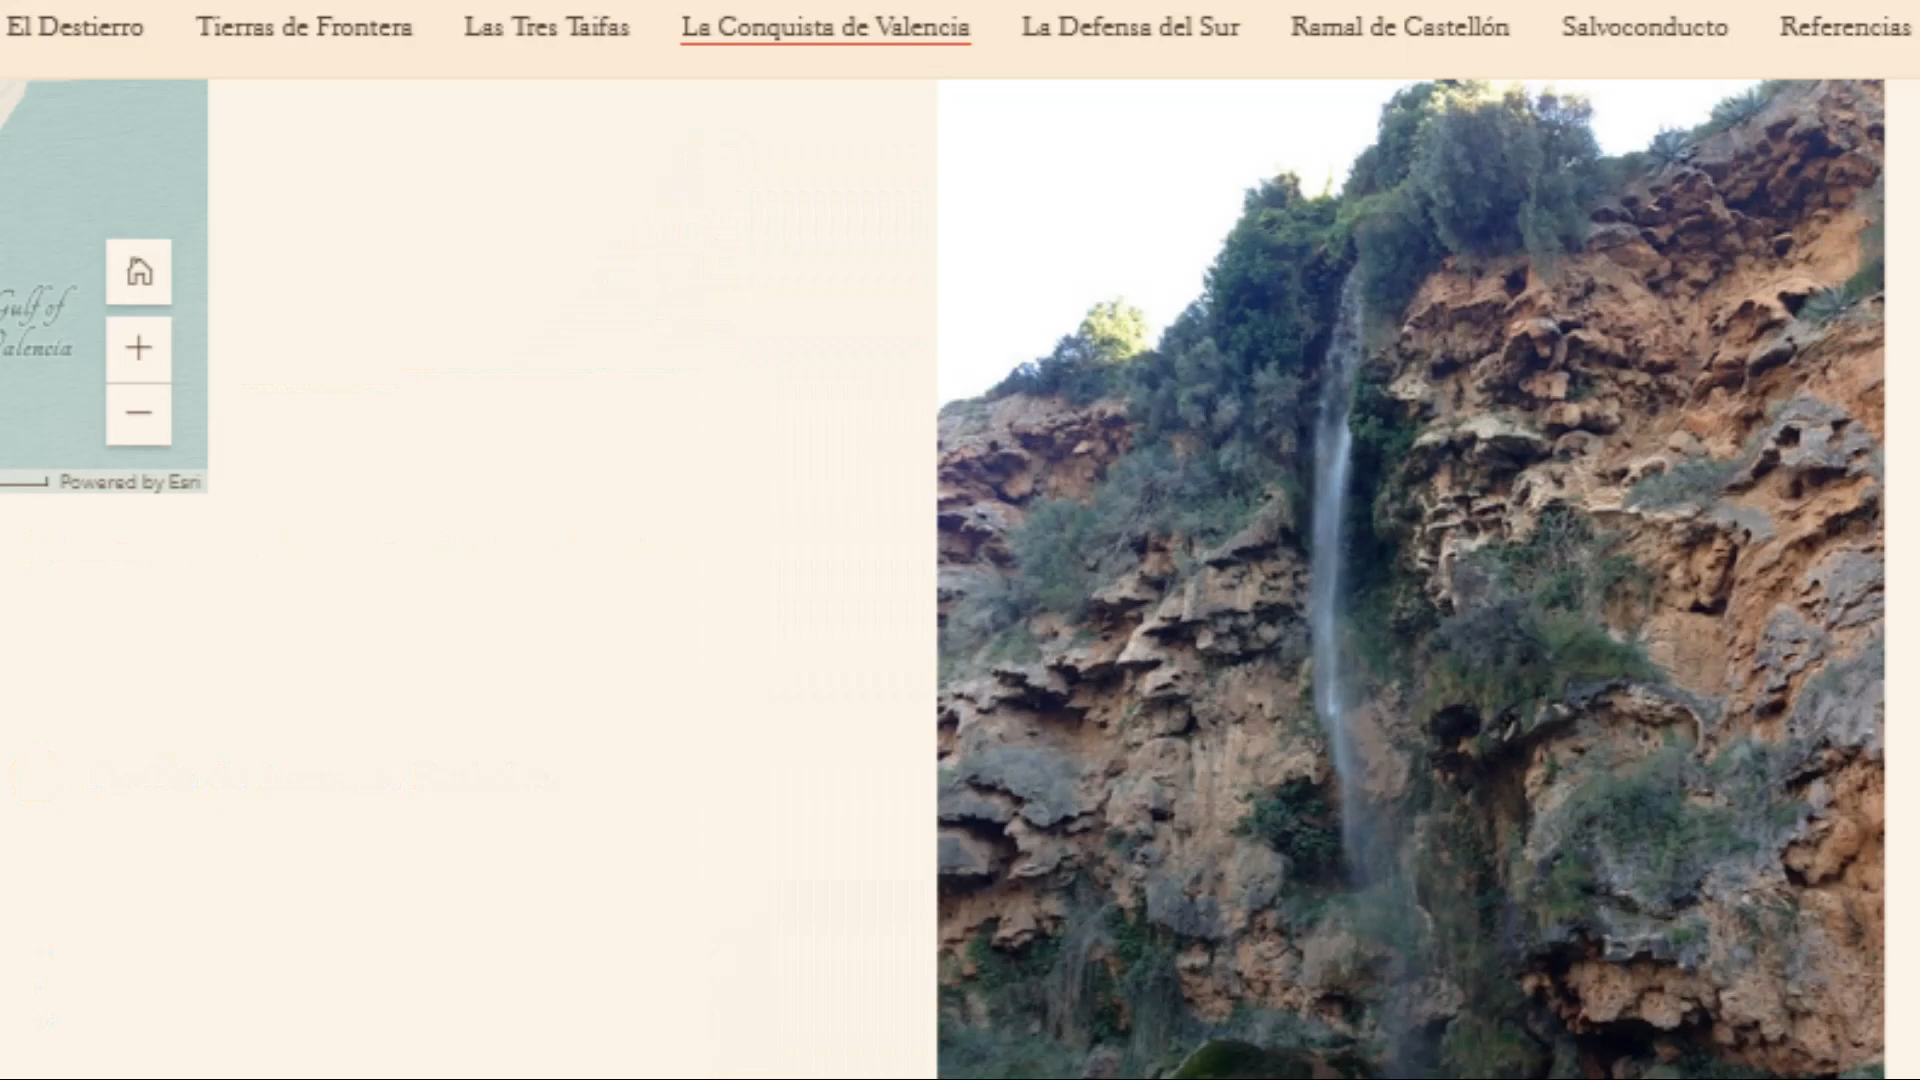 El Destierro
Tierras de Frontera
Las Tres Taifas
La Conquista de Valencia
La Defensa del Sur
Ramal de Castellón
Salvoconducto
Referencias
Gulf of
Valencia
Powered by Esri